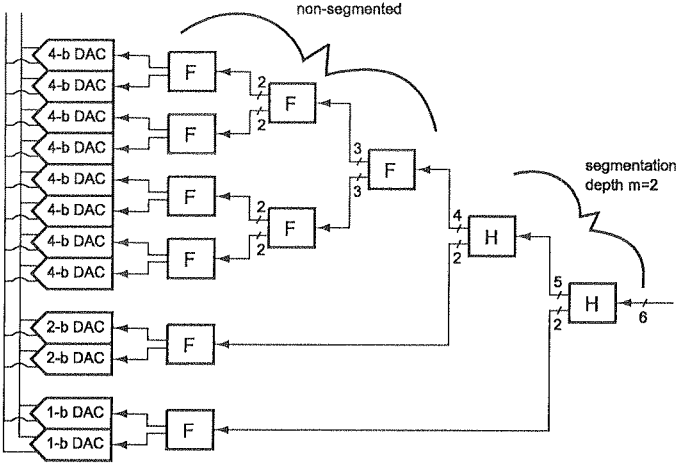 non-segmented
4-b DAC
4-b DAC
4-b DAC
4-b DAC
4-b DAC
4-b DAC
4-b DAC
4-b DAC
2-b DAC
2-b DAC
1-b DAC
1-b DAC
F
F
F
F
F
F
2
F
2
2
F
2
3
F
3
4
H
2
segmentation
depth m=2
5
H
2
6